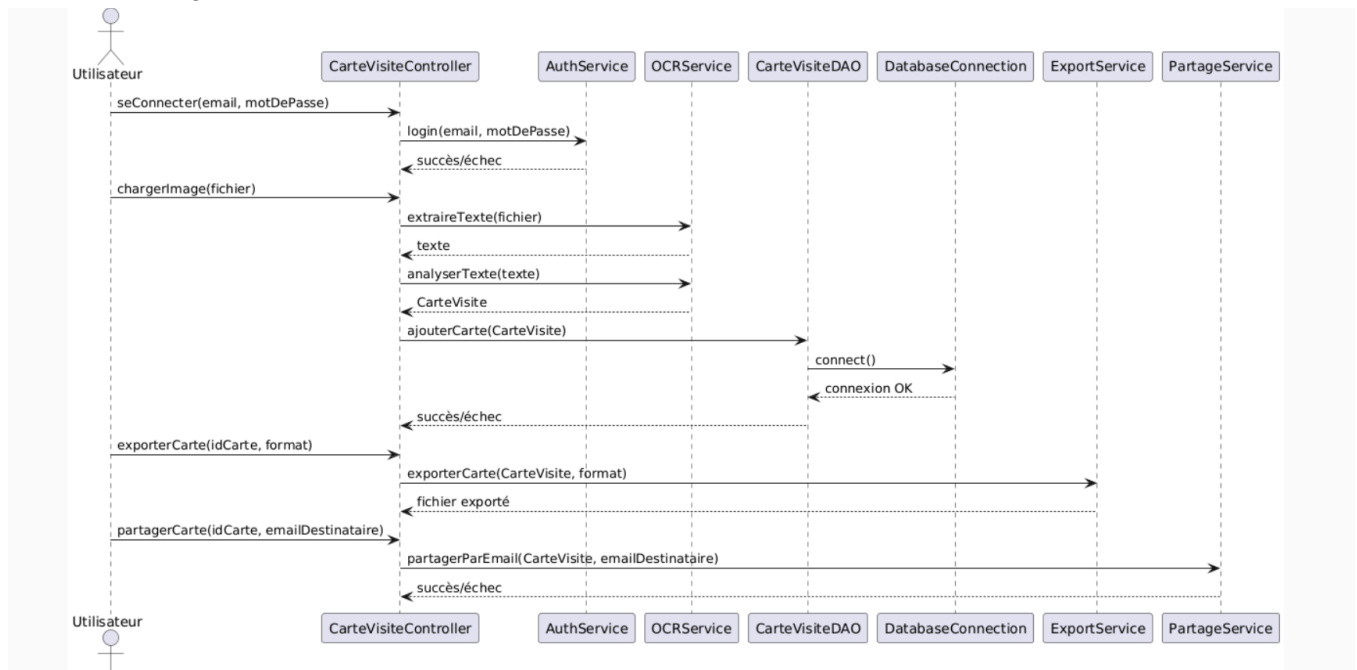 Utilisateur
CarteVisiteController
AuthService
OCRService
CarteVisiteDAO
DatabaseConnection
ExportService
PartageService
seConnecter(email, motDePasse)
login(email, motDePasse)
succès/échec
chargerImage(fichier)
extraireTexte(fichier)
texte
analyserTexte(texte)
CarteVisite
ajouterCarte(CarteVisite)
connect()
connexion OK
succès/échec
exporterCarte(idCarte, format)
exporterCarte(CarteVisite, format)
fichier exporté
partagerCarte(idCarte, emailDestinataire)
partagerParEmail(CarteVisite, emailDestinataire)
succès/échec
Utilisateur
CarteVisiteController
AuthService
OCRService
CarteVisiteDAO
DatabaseConnection
ExportService
PartageService